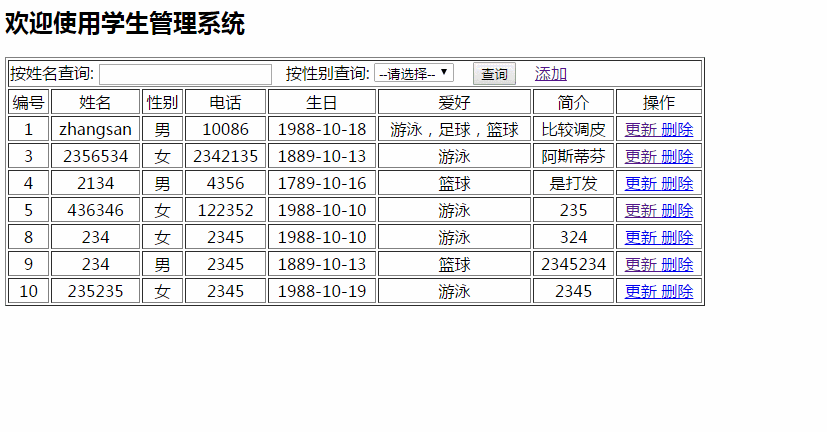 欢迎使用学生管理系统
按姓名查询: 按性别查询: --请选择-- 查询 添加
编号 姓名 性别 电话 生日 爱好 简介 操作
1 zhangsan 男 10086 1988-10-18 游泳，足球，篮球 比较调皮 更新 删除
3 2356534 女 2342135 1889-10-13 游泳 阿斯蒂芬 更新 删除
4 2134 男 4356 1789-10-16 篮球 是打发 更新 删除
5 436346 女 122352 1988-10-10 游泳 235 更新 删除
8 234 女 2345 1988-10-10 游泳 324 更新 删除
9 234 男 2345 1889-10-13 篮球 2345234 更新 删除
10 235235 女 2345 1988-10-19 游泳 2345 更新 删除